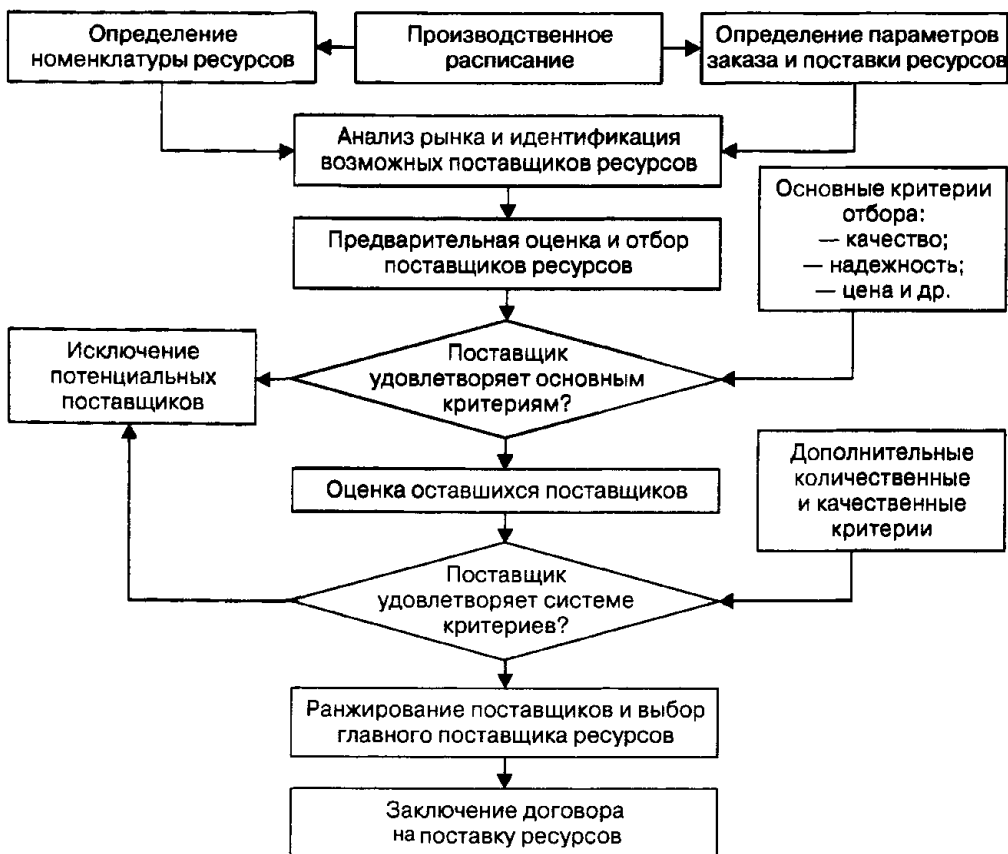 Определение
номенклатуры ресурсов
Производственное
расписание
Определение параметров
заказа и поставки ресурсов
Анализ рынка и идентификация
возможных поставщиков ресурсов
Основные критерии
отбора:
— качество;
— надежность;
— цена и др.
Предварительная оценка и отбор
поставщиков ресурсов
Исключение
потенциальных
поставщиков
Поставщик
удовлетворяет основным
критериям?
Оценка оставшихся поставщиков
Дополнительные
количественные
и качественные
критерии
Поставщик
удовлетворяет системе
критериев?
Ранжирование поставщиков и выбор
главного поставщика ресурсов
Заключение договора
на поставку ресурсов